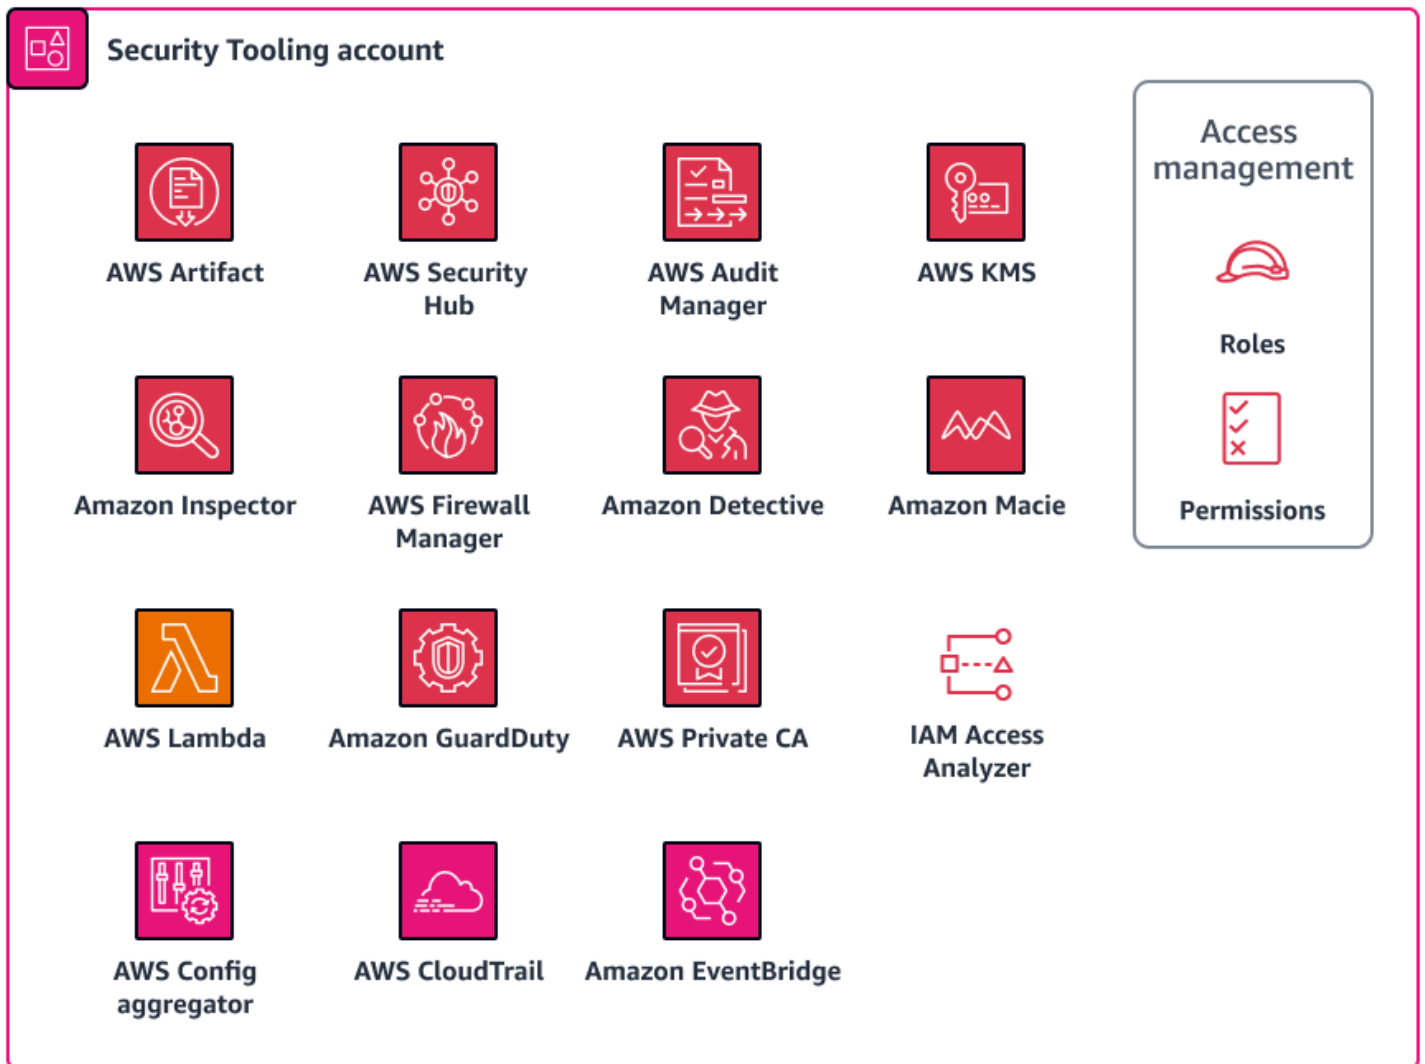 Security Tooling account
Access
management
AWS Artifact
AWS Security
Hub
AWS Audit
Manager
AWS KMS
Roles
Amazon Inspector
AWS Firewall
Manager
Amazon Detective
Amazon Macie
Permissions
AWS Lambda
Amazon GuardDuty
AWS Private CA
IAM Access
Analyzer
AWS Config
aggregator
AWS CloudTrail
Amazon EventBridge